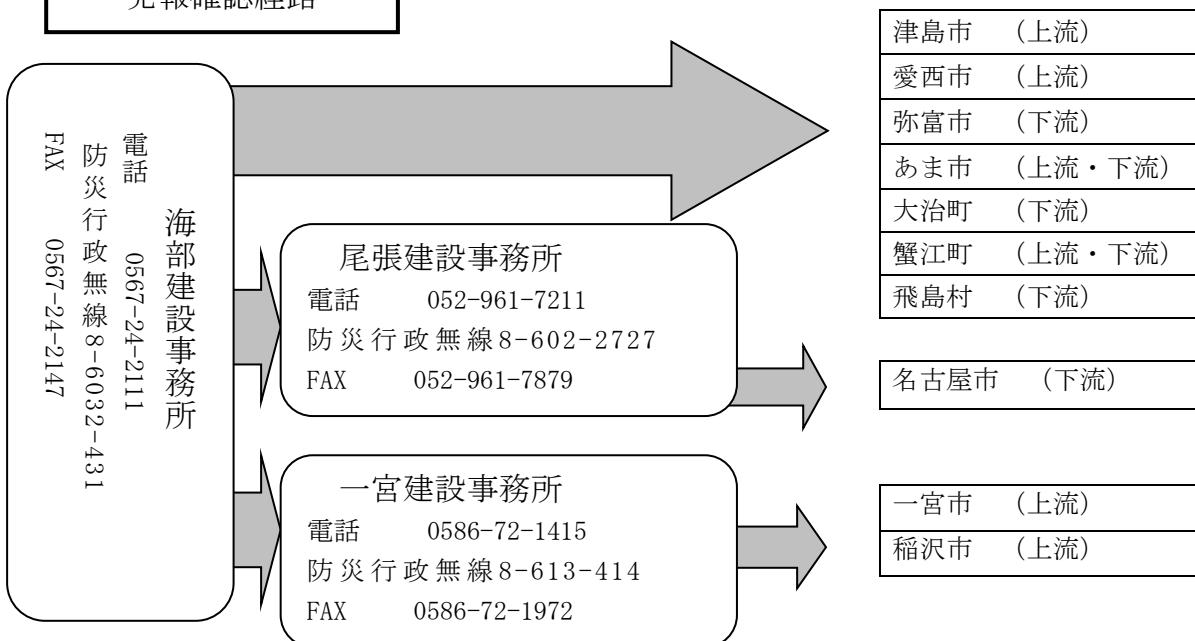 発報確認経路
海部建設事務所
電話 0567-24-2111
防災行政無線8-6032-431
FAX 0567-24-2147
尾張建設事務所
電話 052-961-7211
防災行政無線8-602-2727
FAX 052-961-7879
一宮建設事務所
電話 0586-72-1415
防災行政無線8-613-414
FAX 0586-72-1972
津島市 （上流）
愛西市 （上流）
弥富市 （下流）
あま市 （上流・下流）
大治町 （下流）
蟹江町 （上流・下流）
飛島村 （下流）
名古屋市 （下流）
一宮市 （上流）
稲沢市 （上流）